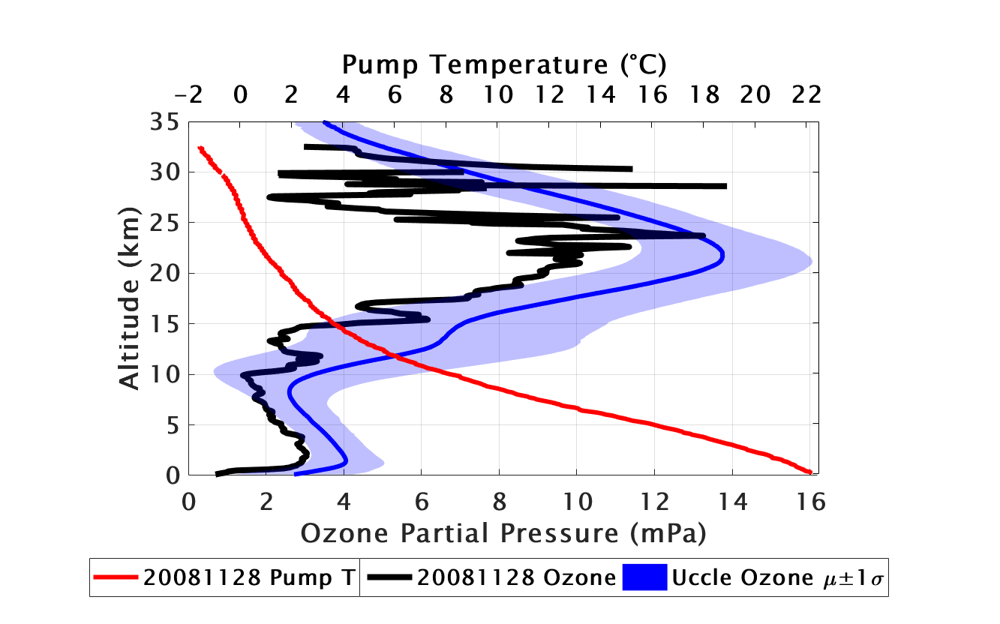 Pump Temperature (°C)
-2 0 2 4 6 8 10 12 14 16 18 20 22
35
30
25
20
15
10
5
0
Altitude (km)
0 2 4 6 8 10 12 14 16
Ozone Partial Pressure (mPa)
20081128 Pump T 20081128 Ozone Uccle Ozone μ±1σ